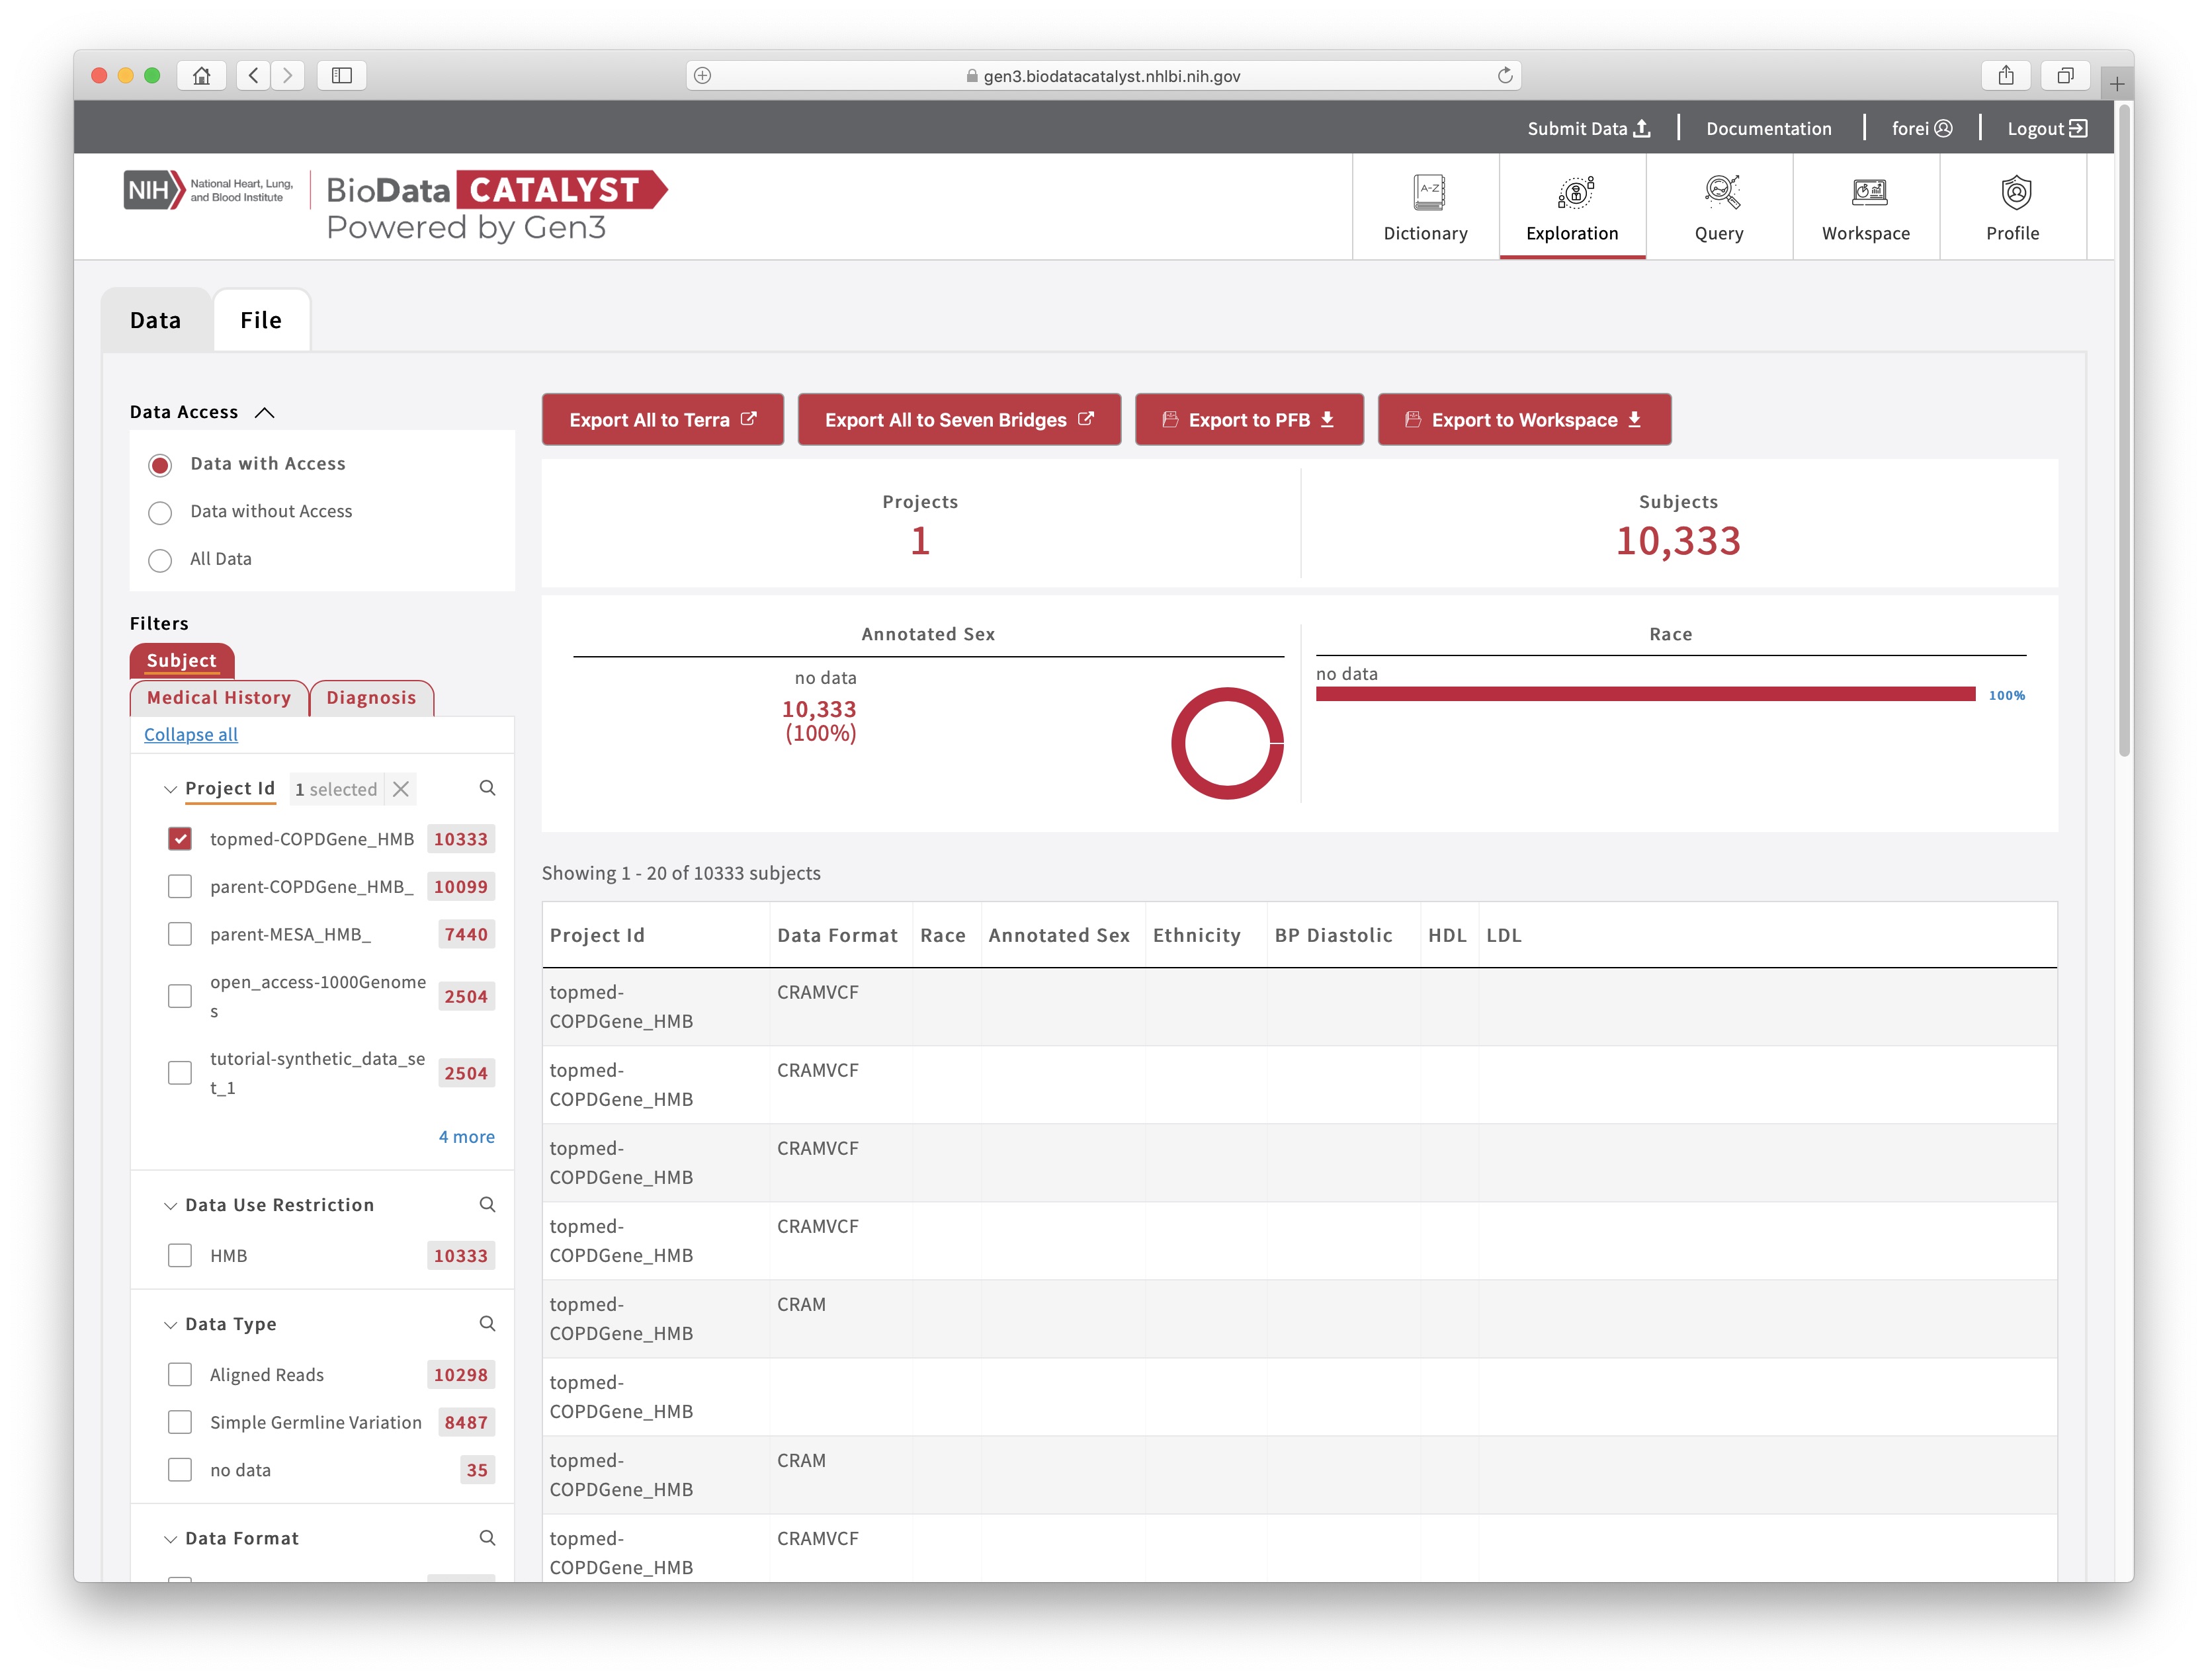 gen3.biodatacatalyst.nhlbi.nih.gov
Submit Data
Documentation
forei
Logout
NIH
National Heart, Lung,
and Blood Institute
BioData CATALYST
Powered by Gen3
A-Z
Dictionary
Exploration
Query
Workspace
Profile
Data
File
Data Access
Data with Access
Data without Access
All Data
Filters
Subject
Medical History
Diagnosis
Collapse all
Project Id
1 selected
topmed-COPDGene_HMB 10333
parent-COPDGene_HMB_ 10099
parent-MESA_HMB_ 7440
open_access-1000Genome
s
2504
tutorial-synthetic_data_se
t_1
2504
4 more
Data Use Restriction
HMB 10333
Data Type
Aligned Reads 10298
Simple Germline Variation 8487
no data 35
Data Format
Export All to Terra
Export All to Seven Bridges
Export to PFB
Export to Workspace
Projects
1
Subjects
10,333
Annotated Sex
no data
10,333
(100%)
Race
no data
100%
Showing 1 - 20 of 10333 subjects
Project Id Data Format Race Annotated Sex Ethnicity BP Diastolic HDL LDL
topmed- CRAMVCF
COPDGene_HMB
topmed- CRAMVCF
COPDGene_HMB
topmed- CRAMVCF
COPDGene_HMB
topmed- CRAMVCF
COPDGene_HMB
topmed- CRAM
COPDGene_HMB
topmed-
COPDGene_HMB
topmed- CRAM
COPDGene_HMB
topmed- CRAMVCF
COPDGene_HMB